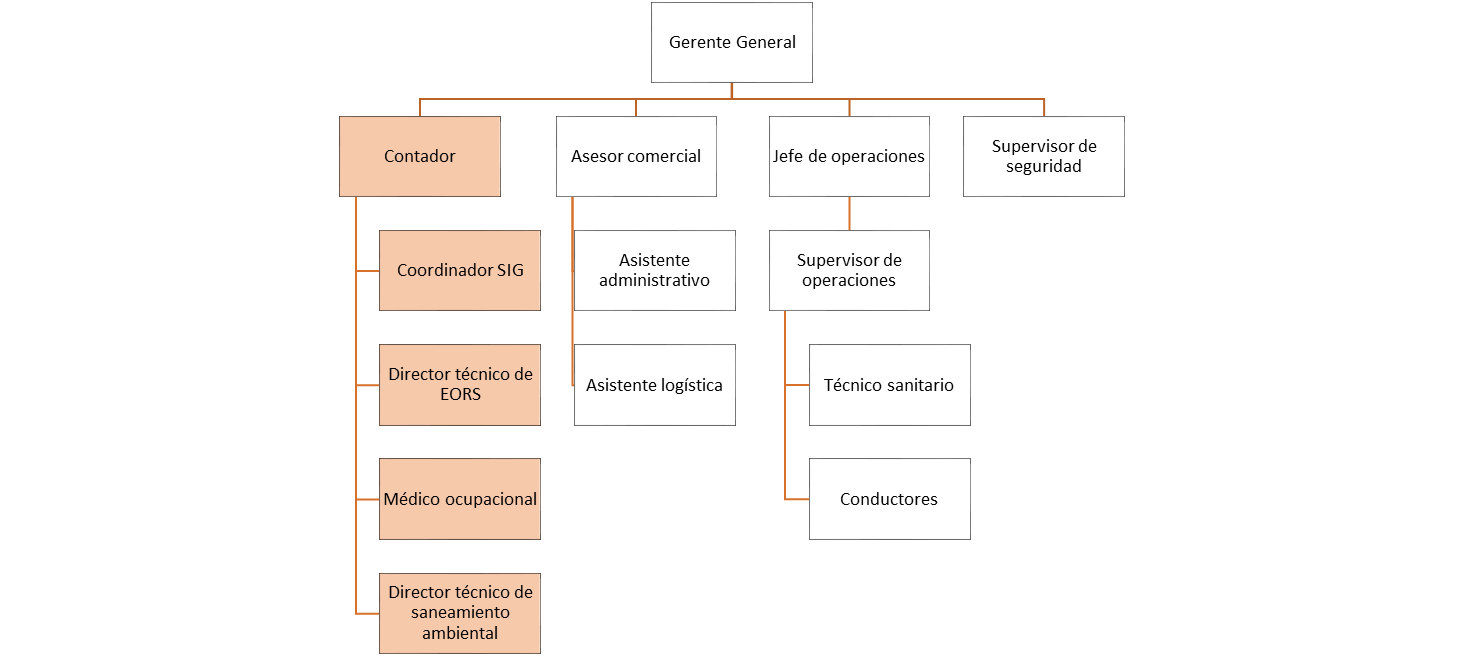 Gerente General
Contador
Asesor comercial
Jefe de operaciones
Supervisor de
seguridad
Coordinador SIG
Asistente
administrativo
Supervisor de
operaciones
Director técnico de
EORS
Asistente logística
Técnico sanitario
Médico ocupacional
Conductores
Director técnico de
saneamiento
ambiental